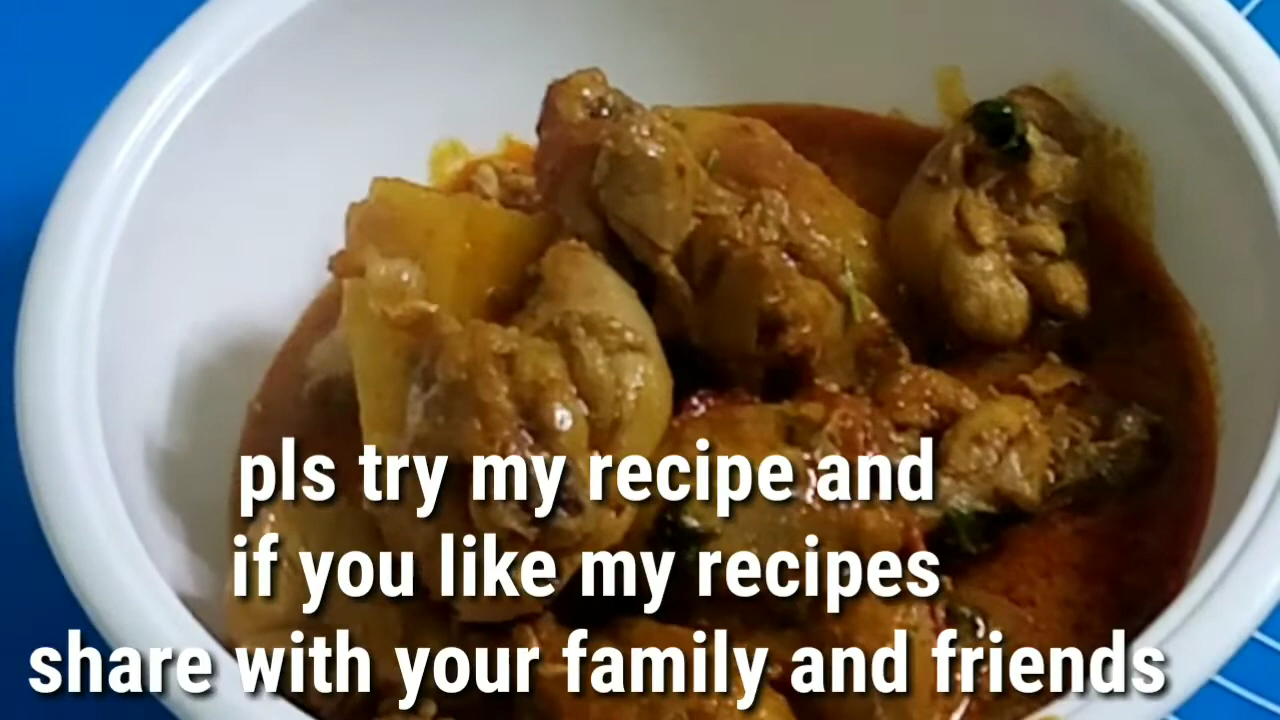 pls try my recipe and
if you like my recipes
share with your family and friends